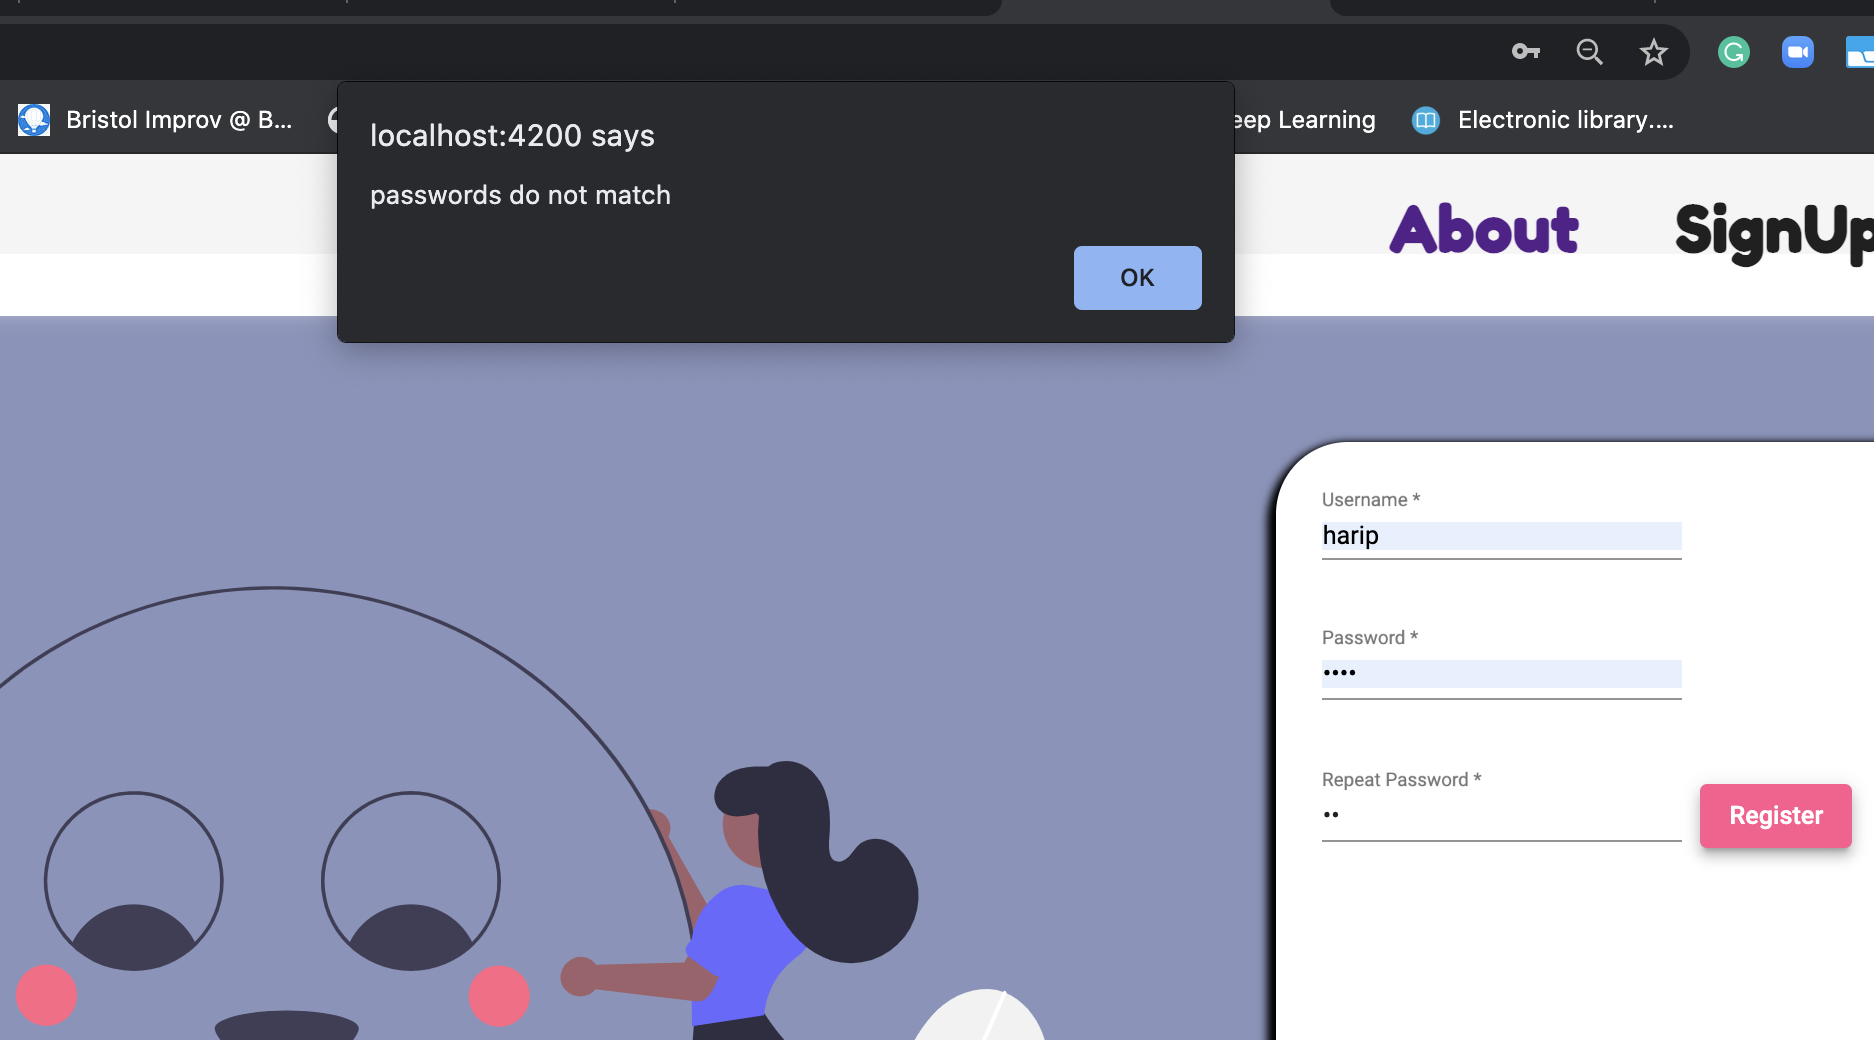 Bristol Improv @ B...
eep Learning
Electronic library....
localhost:4200 says
passwords do not match
OK
About
SignUp
Username *
harip
Password *
••••
Repeat Password *
••
Register